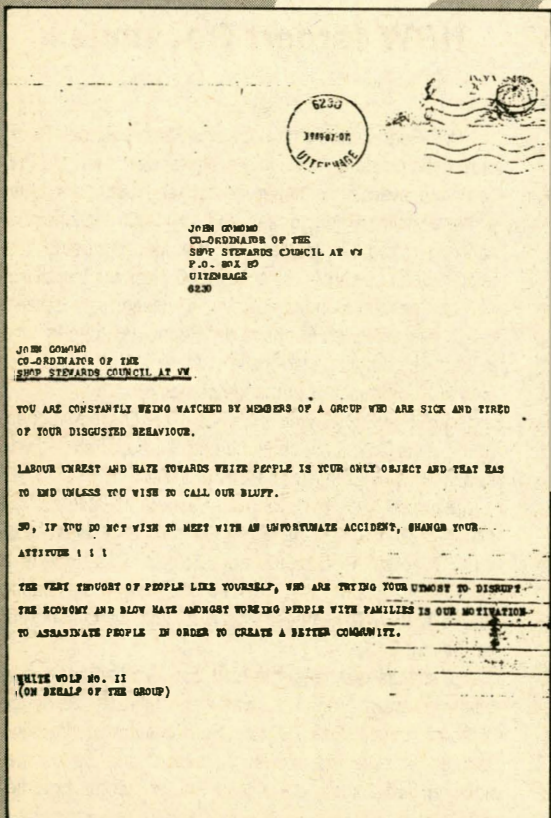 6230
UITENHAGE
JOHN GOMOMO
CO-ORDINATOR OF THE
SHOP STEWARDS COUNCIL AT VW
P.O. BOX 80
UITENHAGE
6230
JOHN GOMOMO
CO-ORDINATOR OF THE
SHOP STEWARDS COUNCIL AT VW
YOU ARE CONSTANTLY BEING WATCHED BY MEMBERS OF A GROUP WHO ARE SICK AND TIRED
OF YOUR DISGUSTED BEHAVIOUR.
LABOUR UNREST AND HATE TOWARDS WHITE PEOPLE IS YOUR ONLY OBJECT AND THAT HAS
TO END UNLESS YOU WISH TO CALL OUR BLUFF.
SO, IF YOU DO NOT WISH TO MEET WITH AN UNFORTUNATE ACCIDENT, CHANGE YOUR
ATTITUDE ! ! !
THE VERY THOUGHT OF PEOPLE LIKE YOURSELF, WHO ARE TRYING YOUR UTMOST TO DISRUPT
THE ECONOMY AND BLOW HATE AMONGST WORKING PEOPLE WITH FAMILIES IS OUR MOTIVATION
TO ASSASINATE PEOPLE IN ORDER TO CREATE A BETTER COMMUNITY.
WHITE WOLF NO. II
(ON BEHALF OF THE GROUP)